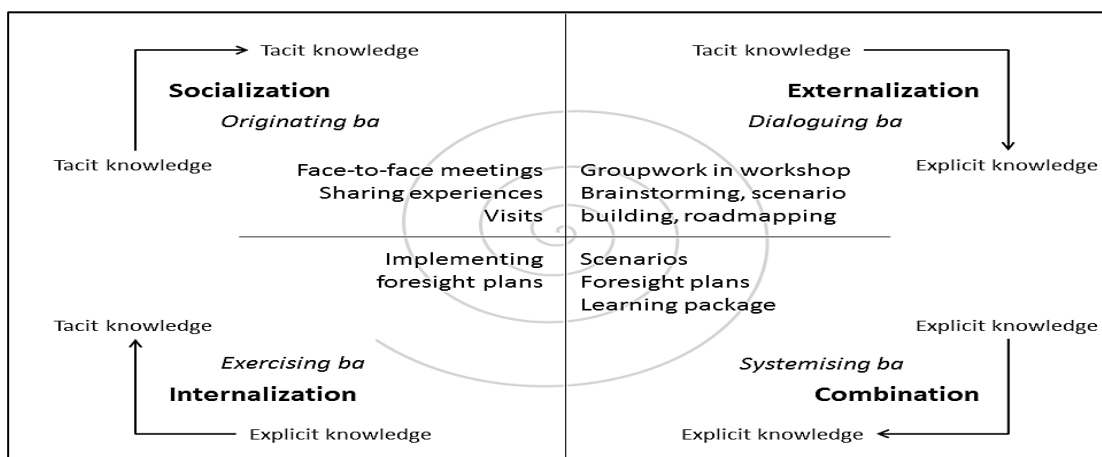 Tacit knowledge
Socialization
Originating ba
Tacit knowledge
Face-to-face meetings
Sharing experiences
Visits
Tacit knowledge
Externalization
Dialoguing ba
Explicit knowledge
Groupwork in workshop
Brainstorming, scenario
building, roadmapping
Implementing
foresight plans
Tacit knowledge
Exercising ba
Internalization
Explicit knowledge
Scenarios
Foresight plans
Learning package
Explicit knowledge
Systemising ba
Combination
Explicit knowledge